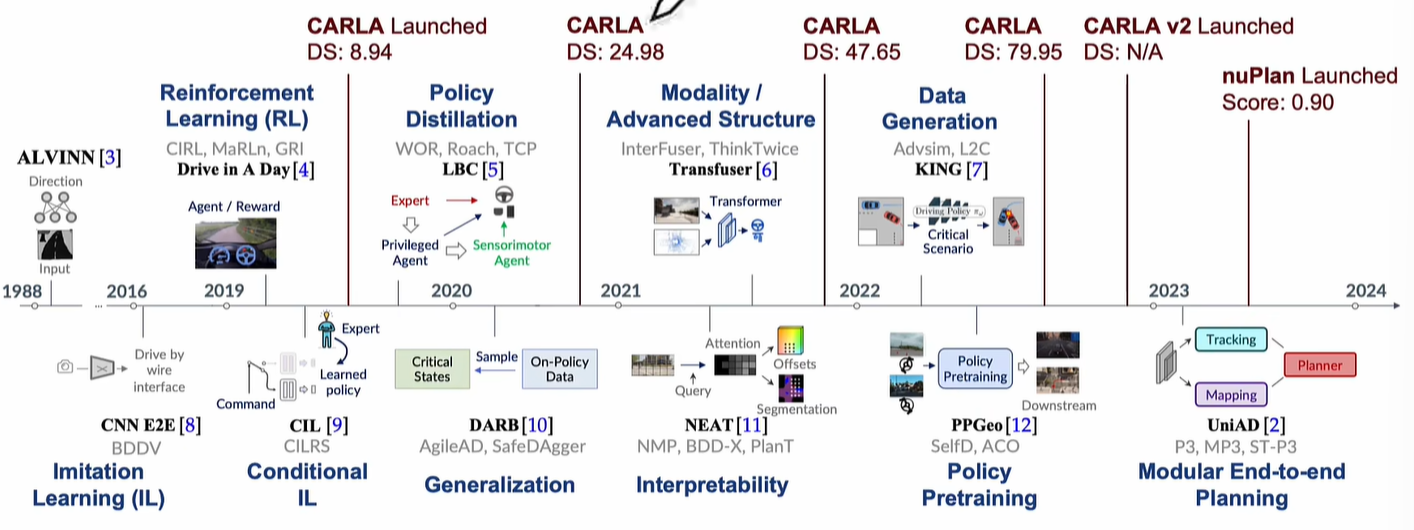 CARLA Launched
DS: 8.94
CARLA
DS: 24.98
CARLA
DS: 47.65
CARLA
DS: 79.95
CARLA v2 Launched
DS: N/A
nuPlan Launched
Score: 0.90
ALVINN [3]
Direction
Input
Reinforcement
Learning (RL)
CIRL, MaRLn, GRI
Drive in A Day [4]
Agent / Reward
Policy
Distillation
WOR, Roach, TCP
LBC [5]
Expert
Privileged
Agent
Sensorimotor
Agent
Modality /
Advanced Structure
InterFuser, ThinkTwice
Transfuser [6]
Transformer
Data
Generation
Advsim, L2C
KING [7]
Driving Policy
Critical
Scenario
1988
...
2016
2019
2020
2021
2022
2023
2024
Drive by
wire
interface
CNN E2E [8]
BDDV
Imitation
Learning (IL)
Expert
Learned
policy
Command
CIL [9]
CILRS
Conditional
IL
Critical
States
Sample
On-Policy
Data
DARB [10]
AgileAD, SafeDAgger
Generalization
Attention
Query
Offsets
Segmentation
NEAT [11]
NMP, BDD-X, PlanT
Interpretability
Policy
Pretraining
Downstream
PPGeo [12]
SelfD, ACO
Policy
Pretraining
Tracking
Mapping
Planner
UniAD [2]
P3, MP3, ST-P3
Modular End-to-end
Planning